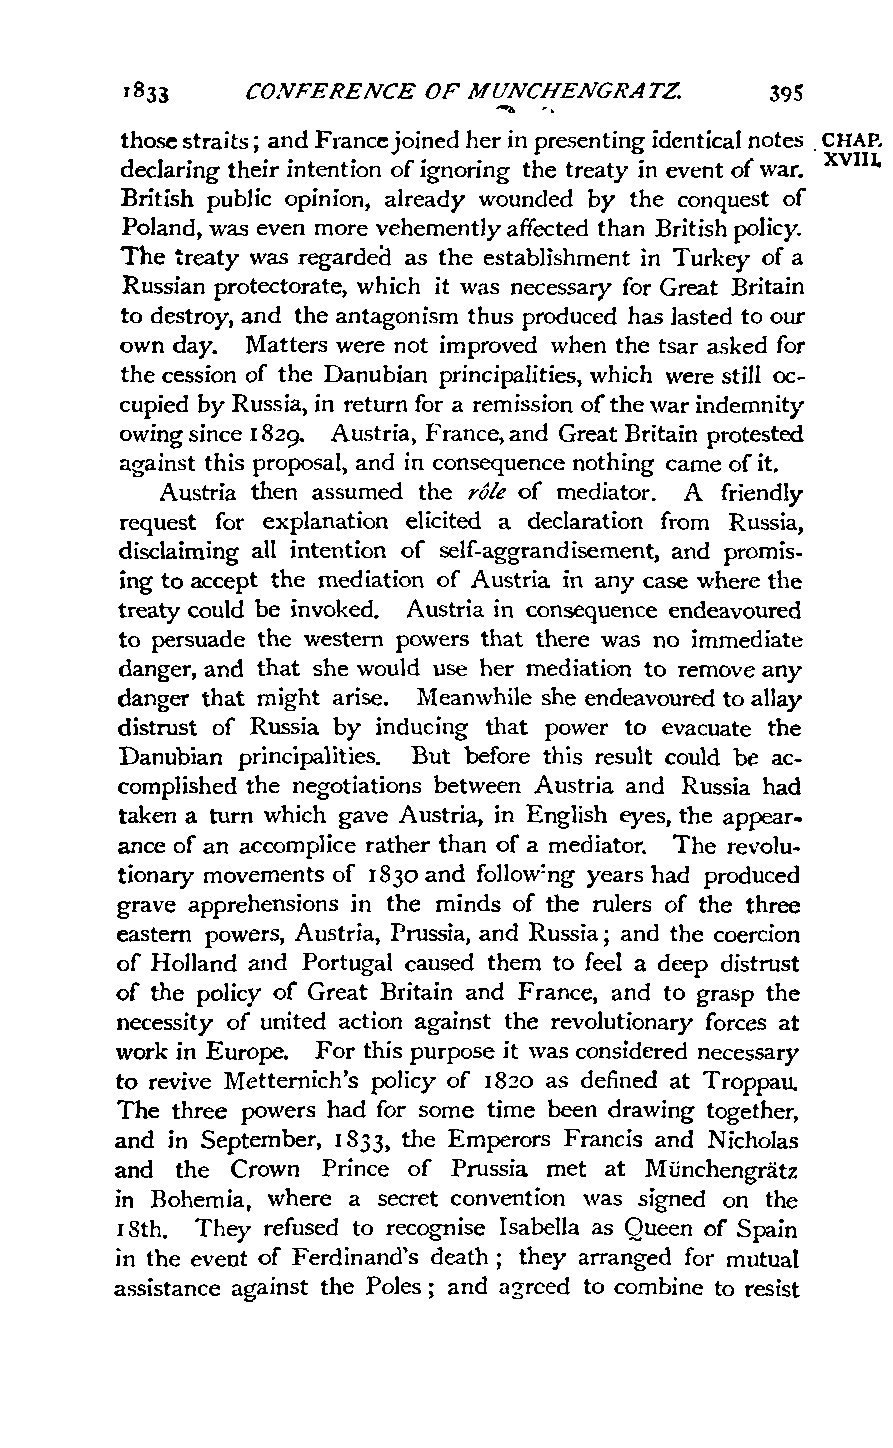 1833 CONFERENCE OF MUNCHENGRATZ. 395
those straits; and France joined her in presenting identical notes CHAP.
declaring their intention of ignoring the treaty in event of war. XVIII.
British public opinion, already wounded by the conquest of
Poland, was even more vehemently affected than British policy.
The treaty was regarded as the establishment in Turkey of a
Russian protectorate, which it was necessary for Great Britain
to destroy, and the antagonism thus produced has lasted to our
own day. Matters were not improved when the tsar asked for
the cession of the Danubian principalities, which were still oc-
cupied by Russia, in return for a remission of the war indemnity
owing since 1829. Austria, France, and Great Britain protested
against this proposal, and in consequence nothing came of it.
Austria then assumed the rôle of mediator. A friendly
request for explanation elicited a declaration from Russia,
disclaiming all intention of self-aggrandisement, and promis-
ing to accept the mediation of Austria in any case where the
treaty could be invoked. Austria in consequence endeavoured
to persuade the western powers that there was no immediate
danger, and that she would use her mediation to remove any
danger that might arise. Meanwhile she endeavoured to allay
distrust of Russia by inducing that power to evacuate the
Danubian principalities. But before this result could be ac-
complished the negotiations between Austria and Russia had
taken a turn which gave Austria, in English eyes, the appear-
ance of an accomplice rather than of a mediator. The revolu-
tionary movements of 1830 and following years had produced
grave apprehensions in the minds of the rulers of the three
eastern powers, Austria, Prussia, and Russia; and the coercion
of Holland and Portugal caused them to feel a deep distrust
of the policy of Great Britain and France, and to grasp the
necessity of united action against the revolutionary forces at
work in Europe. For this purpose it was considered necessary
to revive Metternich's policy of 1820 as defined at Troppau.
The three powers had for some time been drawing together,
and in September, 1833, the Emperors Francis and Nicholas
and the Crown Prince of Prussia met at Münchengrätz
in Bohemia, where a secret convention was signed on the
18th. They refused to recognise Isabella as Queen of Spain
in the event of Ferdinand's death; they arranged for mutual
assistance against the Poles; and agreed to combine to resist